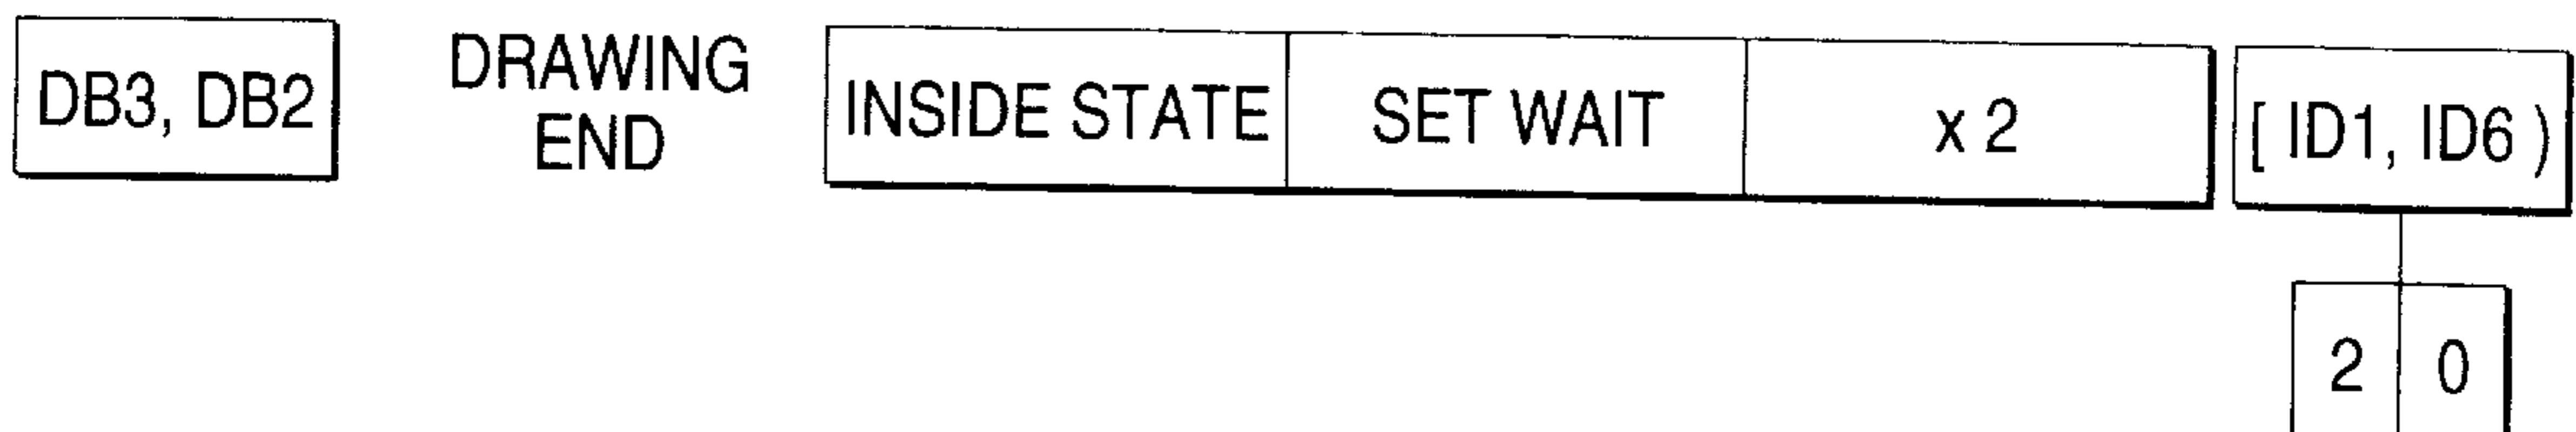 DB3, DB2
DRAWING
END
INSIDE STATE
SET WAIT
x 2
[ ID1, ID6 )
2
0